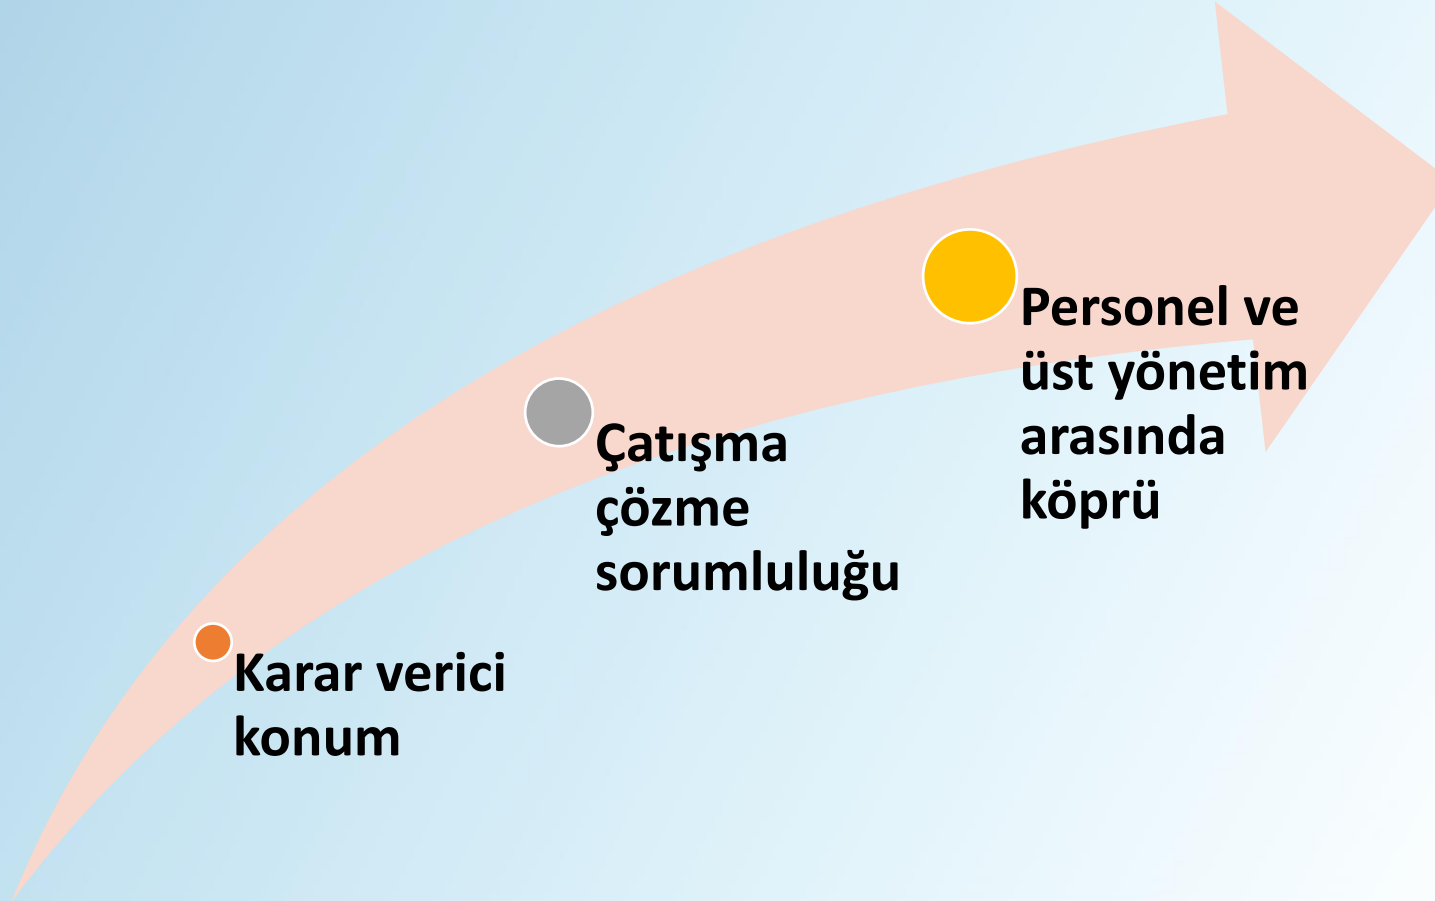 Karar verici
konum
Çatışma
çözme
sorumluluğu
Personel ve
üst yönetim
arasında
köprü